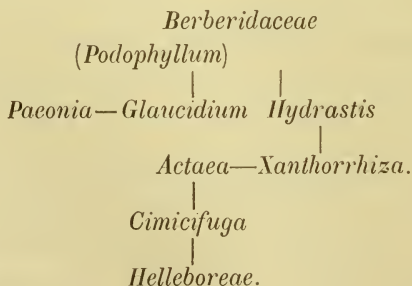 Berberidaceae
(Podophyllum)
Paeonia—Glaucidium Hydrastis
Actaea—Xanthorrhiza.
Cimicifuga
Helleboreae.